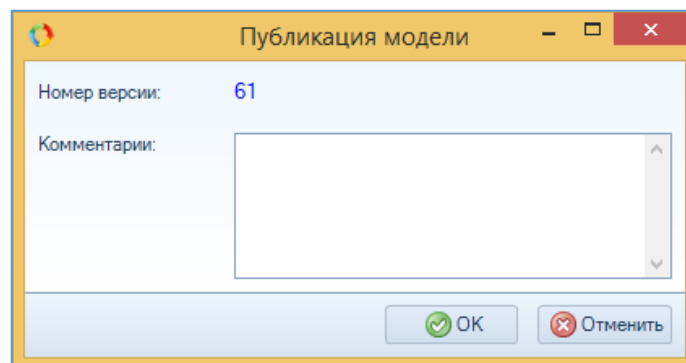 Публикация модели
Номер версии: 61
Комментарии:
OK Отменить